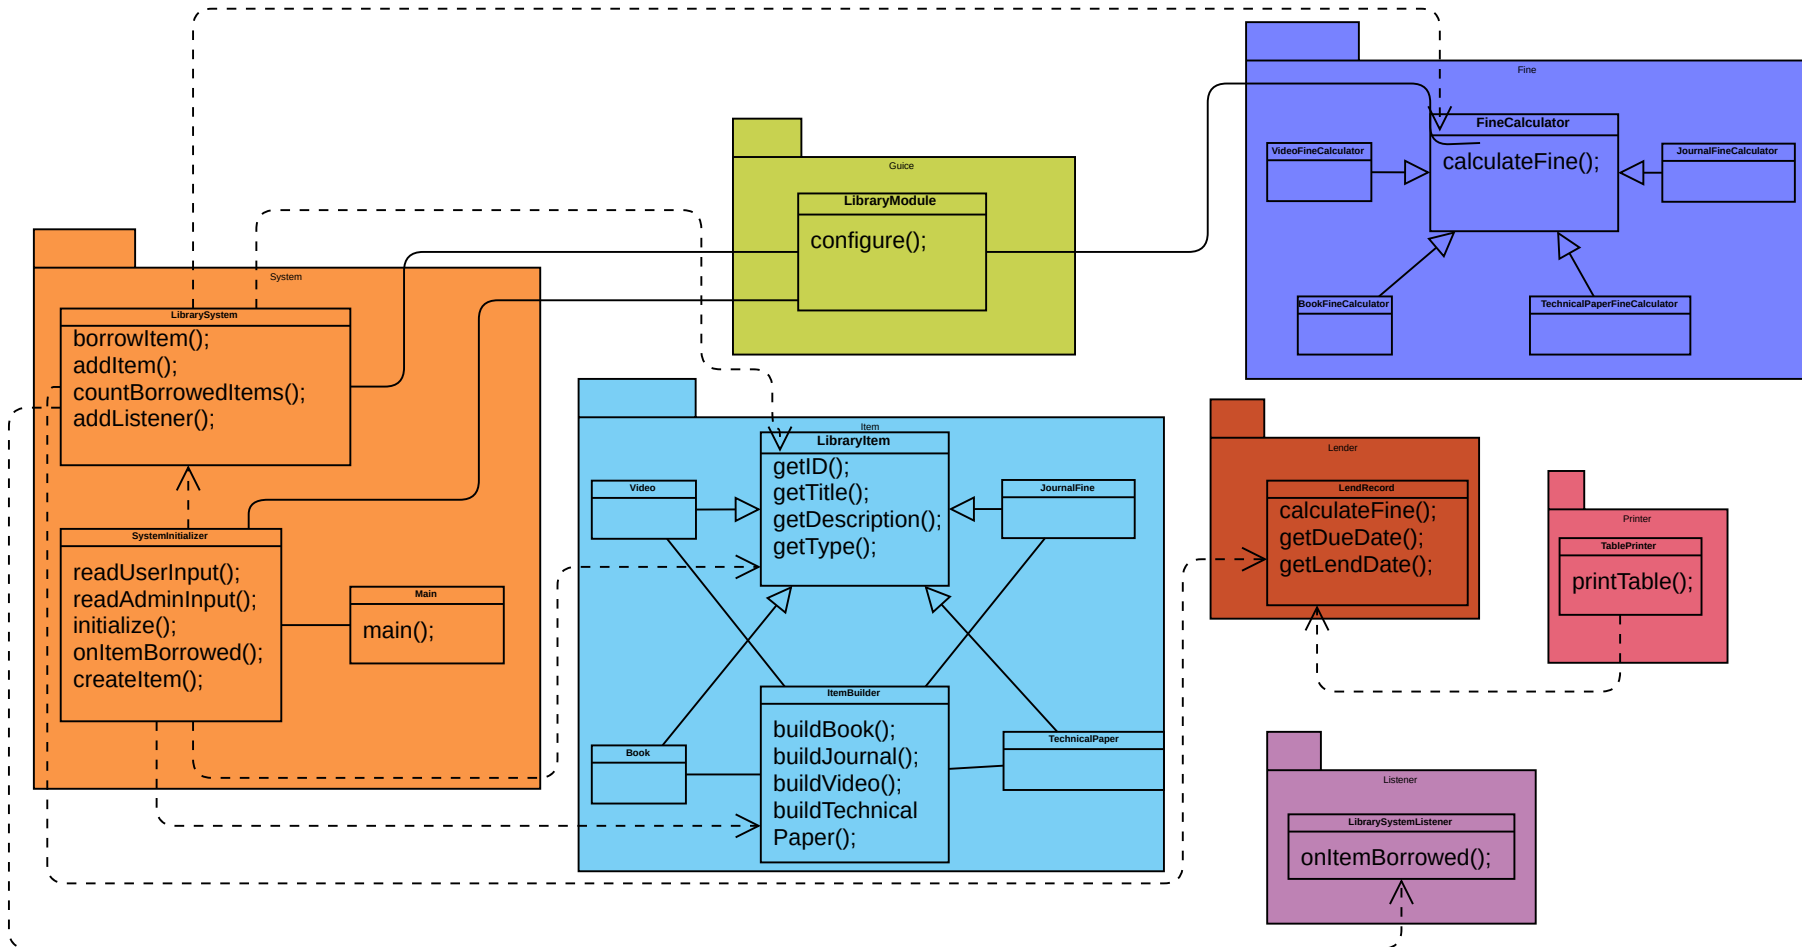 Fine
FineCalculator
calculateFine();
VideoFineCalculator
JournalFineCalculator
BookFineCalculator
TechnicalPaperFineCalculator
Guice
LibraryModule
configure();
System
LibrarySystem
borrowItem();
addItem();
countBorrowedItems();
addListener();
SystemInitializer
readUserInput();
readAdminInput();
initialize();
onItemBorrowed();
createItem();
Main
main();
Item
LibraryItem
getID();
getTitle();
getDescription();
getType();
Video
JournalFine
ItemBuilder
buildBook();
buildJournal();
buildVideo();
buildTechnical
Paper();
Book
TechnicalPaper
Lender
LendRecord
calculateFine();
getDueDate();
getLendDate();
Printer
TablePrinter
printTable();
Listener
LibrarySystemListener
onItemBorrowed();